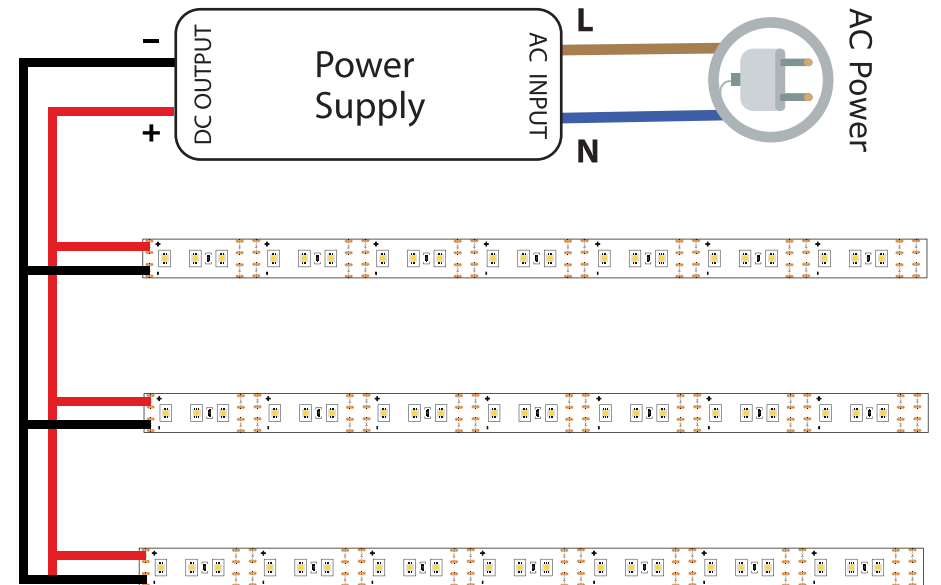 −
+
DC OUTPUT
Power
Supply
AC INPUT
L
N
AC Power